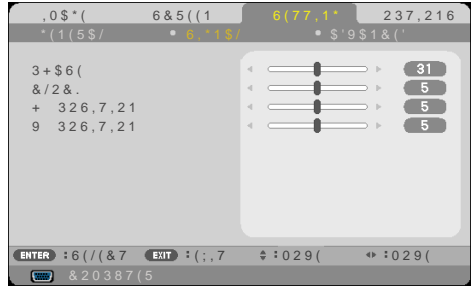 ,0$*( 6&5((1 6(77,1* 237,216
*(1(5$/ • 6,*1$/ • $'9$1&('
3+$6( 31
&/2&. 5
+ 326,7,21 5
9 326,7,21 5
ENTER :6(/(&7 EXIT :(;,7 :029( :029(
&20387(5